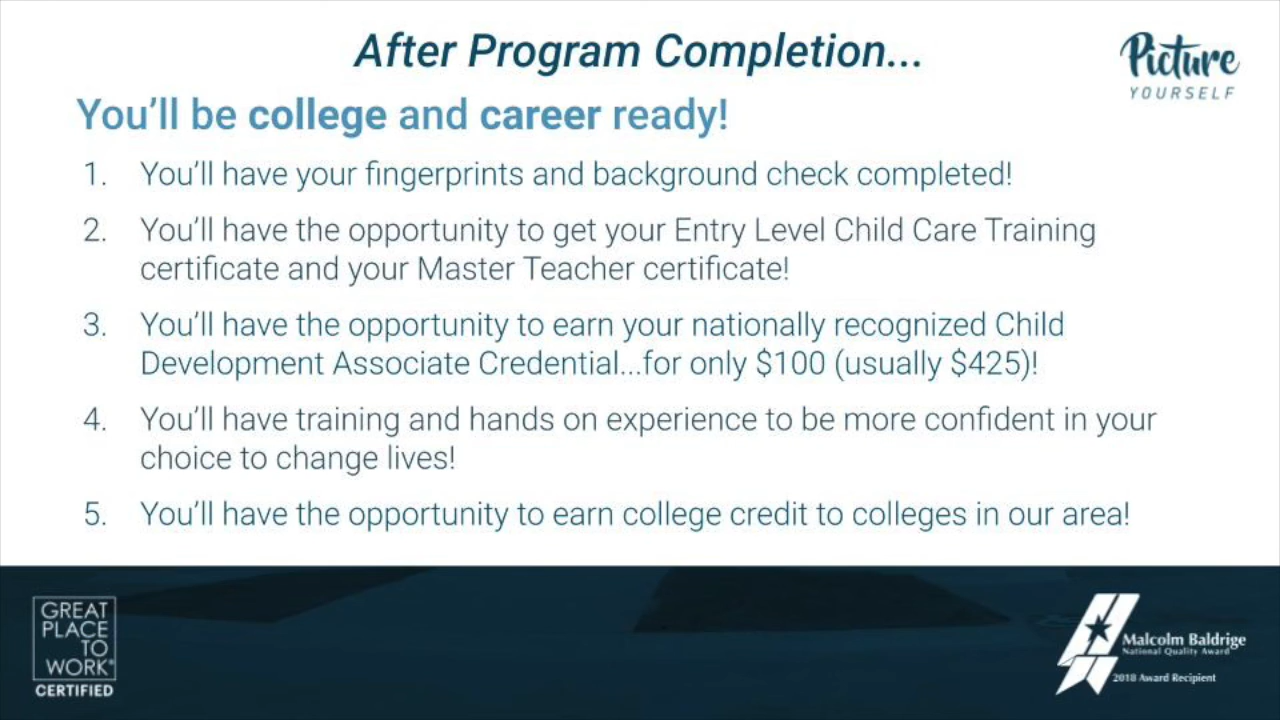 After Program Completion...
Picture
YOURSELF
You'll be college and career ready!
1. You'll have your fingerprints and background check completed!
2. You'll have the opportunity to get your Entry Level Child Care Training
certificate and your Master Teacher certificate!
3. You'll have the opportunity to earn your nationally recognized Child
Development Associate Credential...for only $100 (usually $425)!
4. You'll have training and hands on experience to be more confident in your
choice to change lives!
5. You'll have the opportunity to earn college credit to colleges in our area!
GREAT
PLACE
TO
WORK®
CERTIFIED
Malcolm Baldrige
National Quality Award
2018 Award Recipient